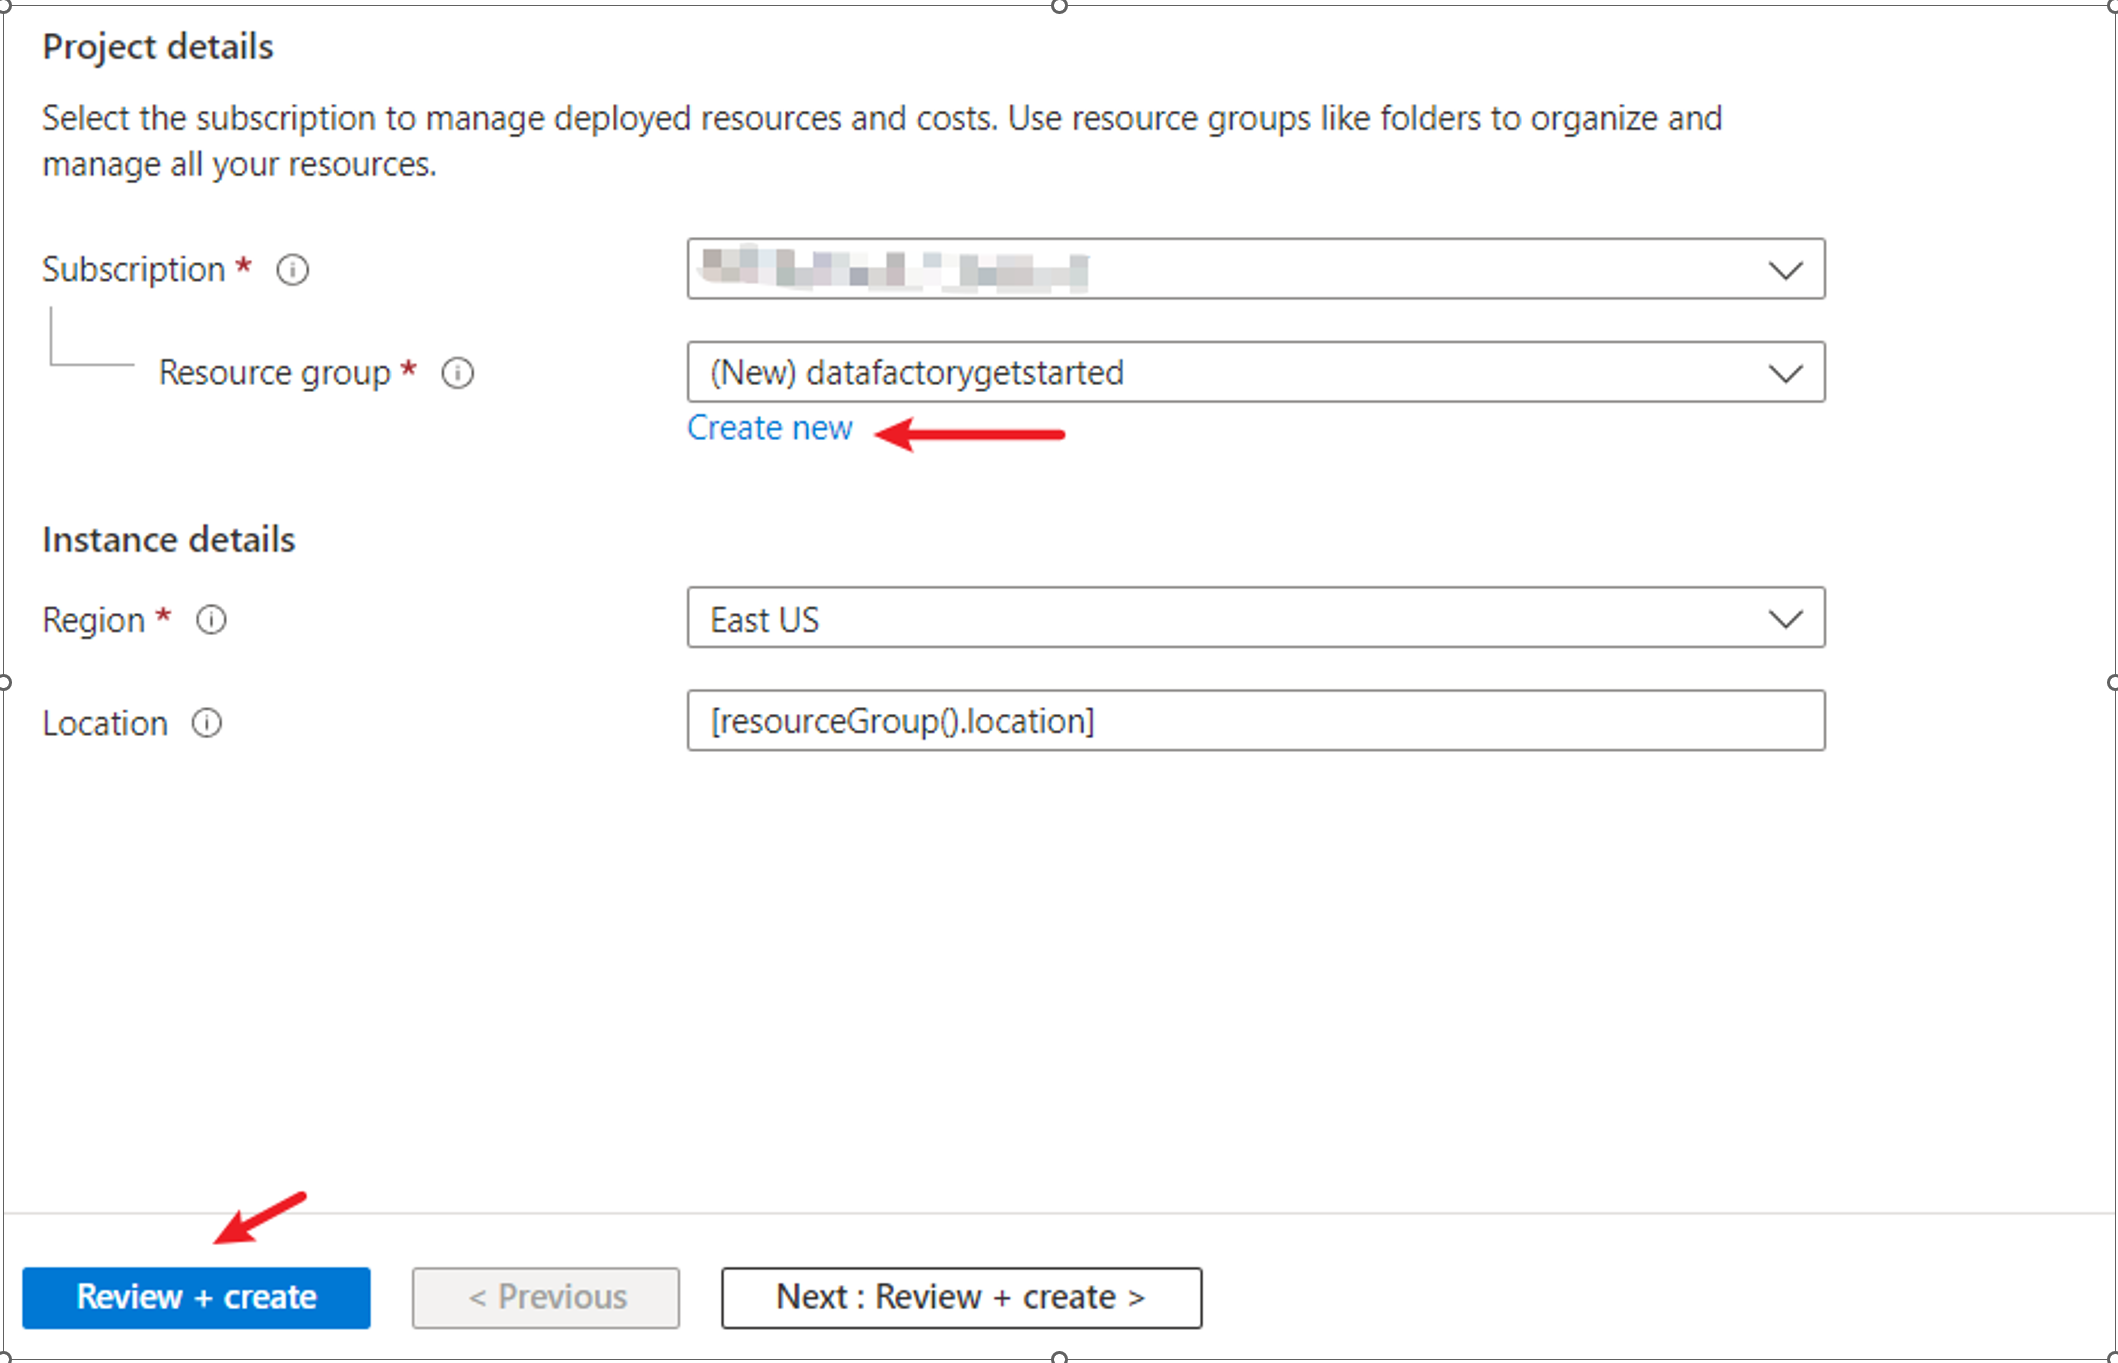 Project details
Select the subscription to manage deployed resources and costs. Use resource groups like folders to organize and
manage all your resources.
Subscription *
Resource group *
(New) datafactorygetstarted
Create new
Instance details
Region *
East US
Location
[resourceGroup().location]
Review + create
< Previous
Next : Review + create >